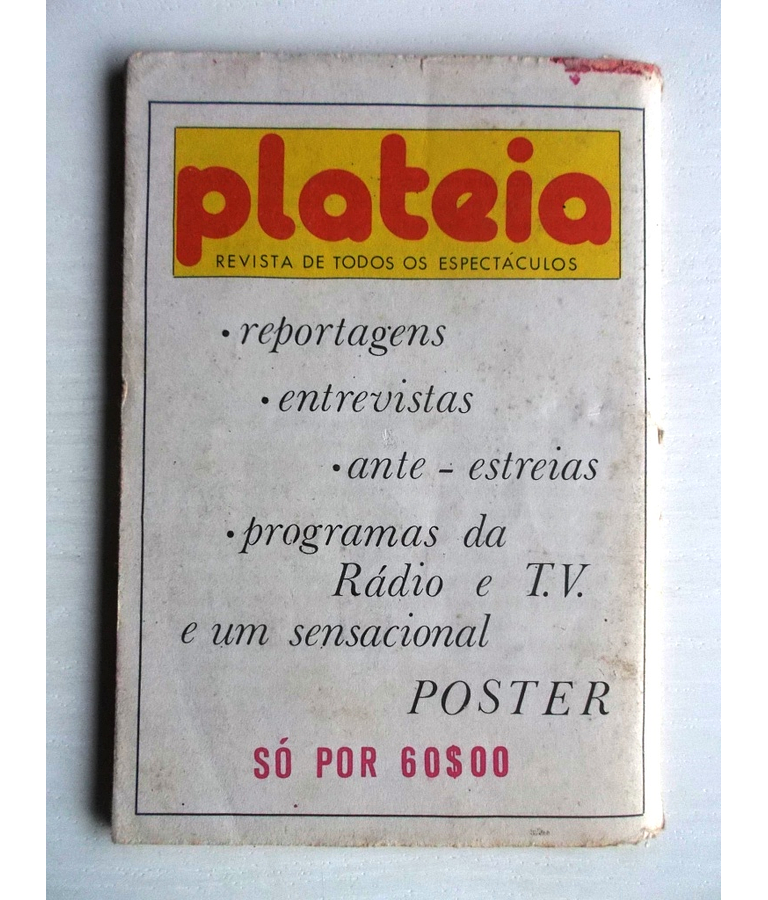 plateia
REVISTA DE TODOS OS ESPECTÁCULOS
• reportagens
• entrevistas
• ante - estreias
• programas da
Rádio e T.V.
e um sensacional
POSTER
SÓ POR 60$00